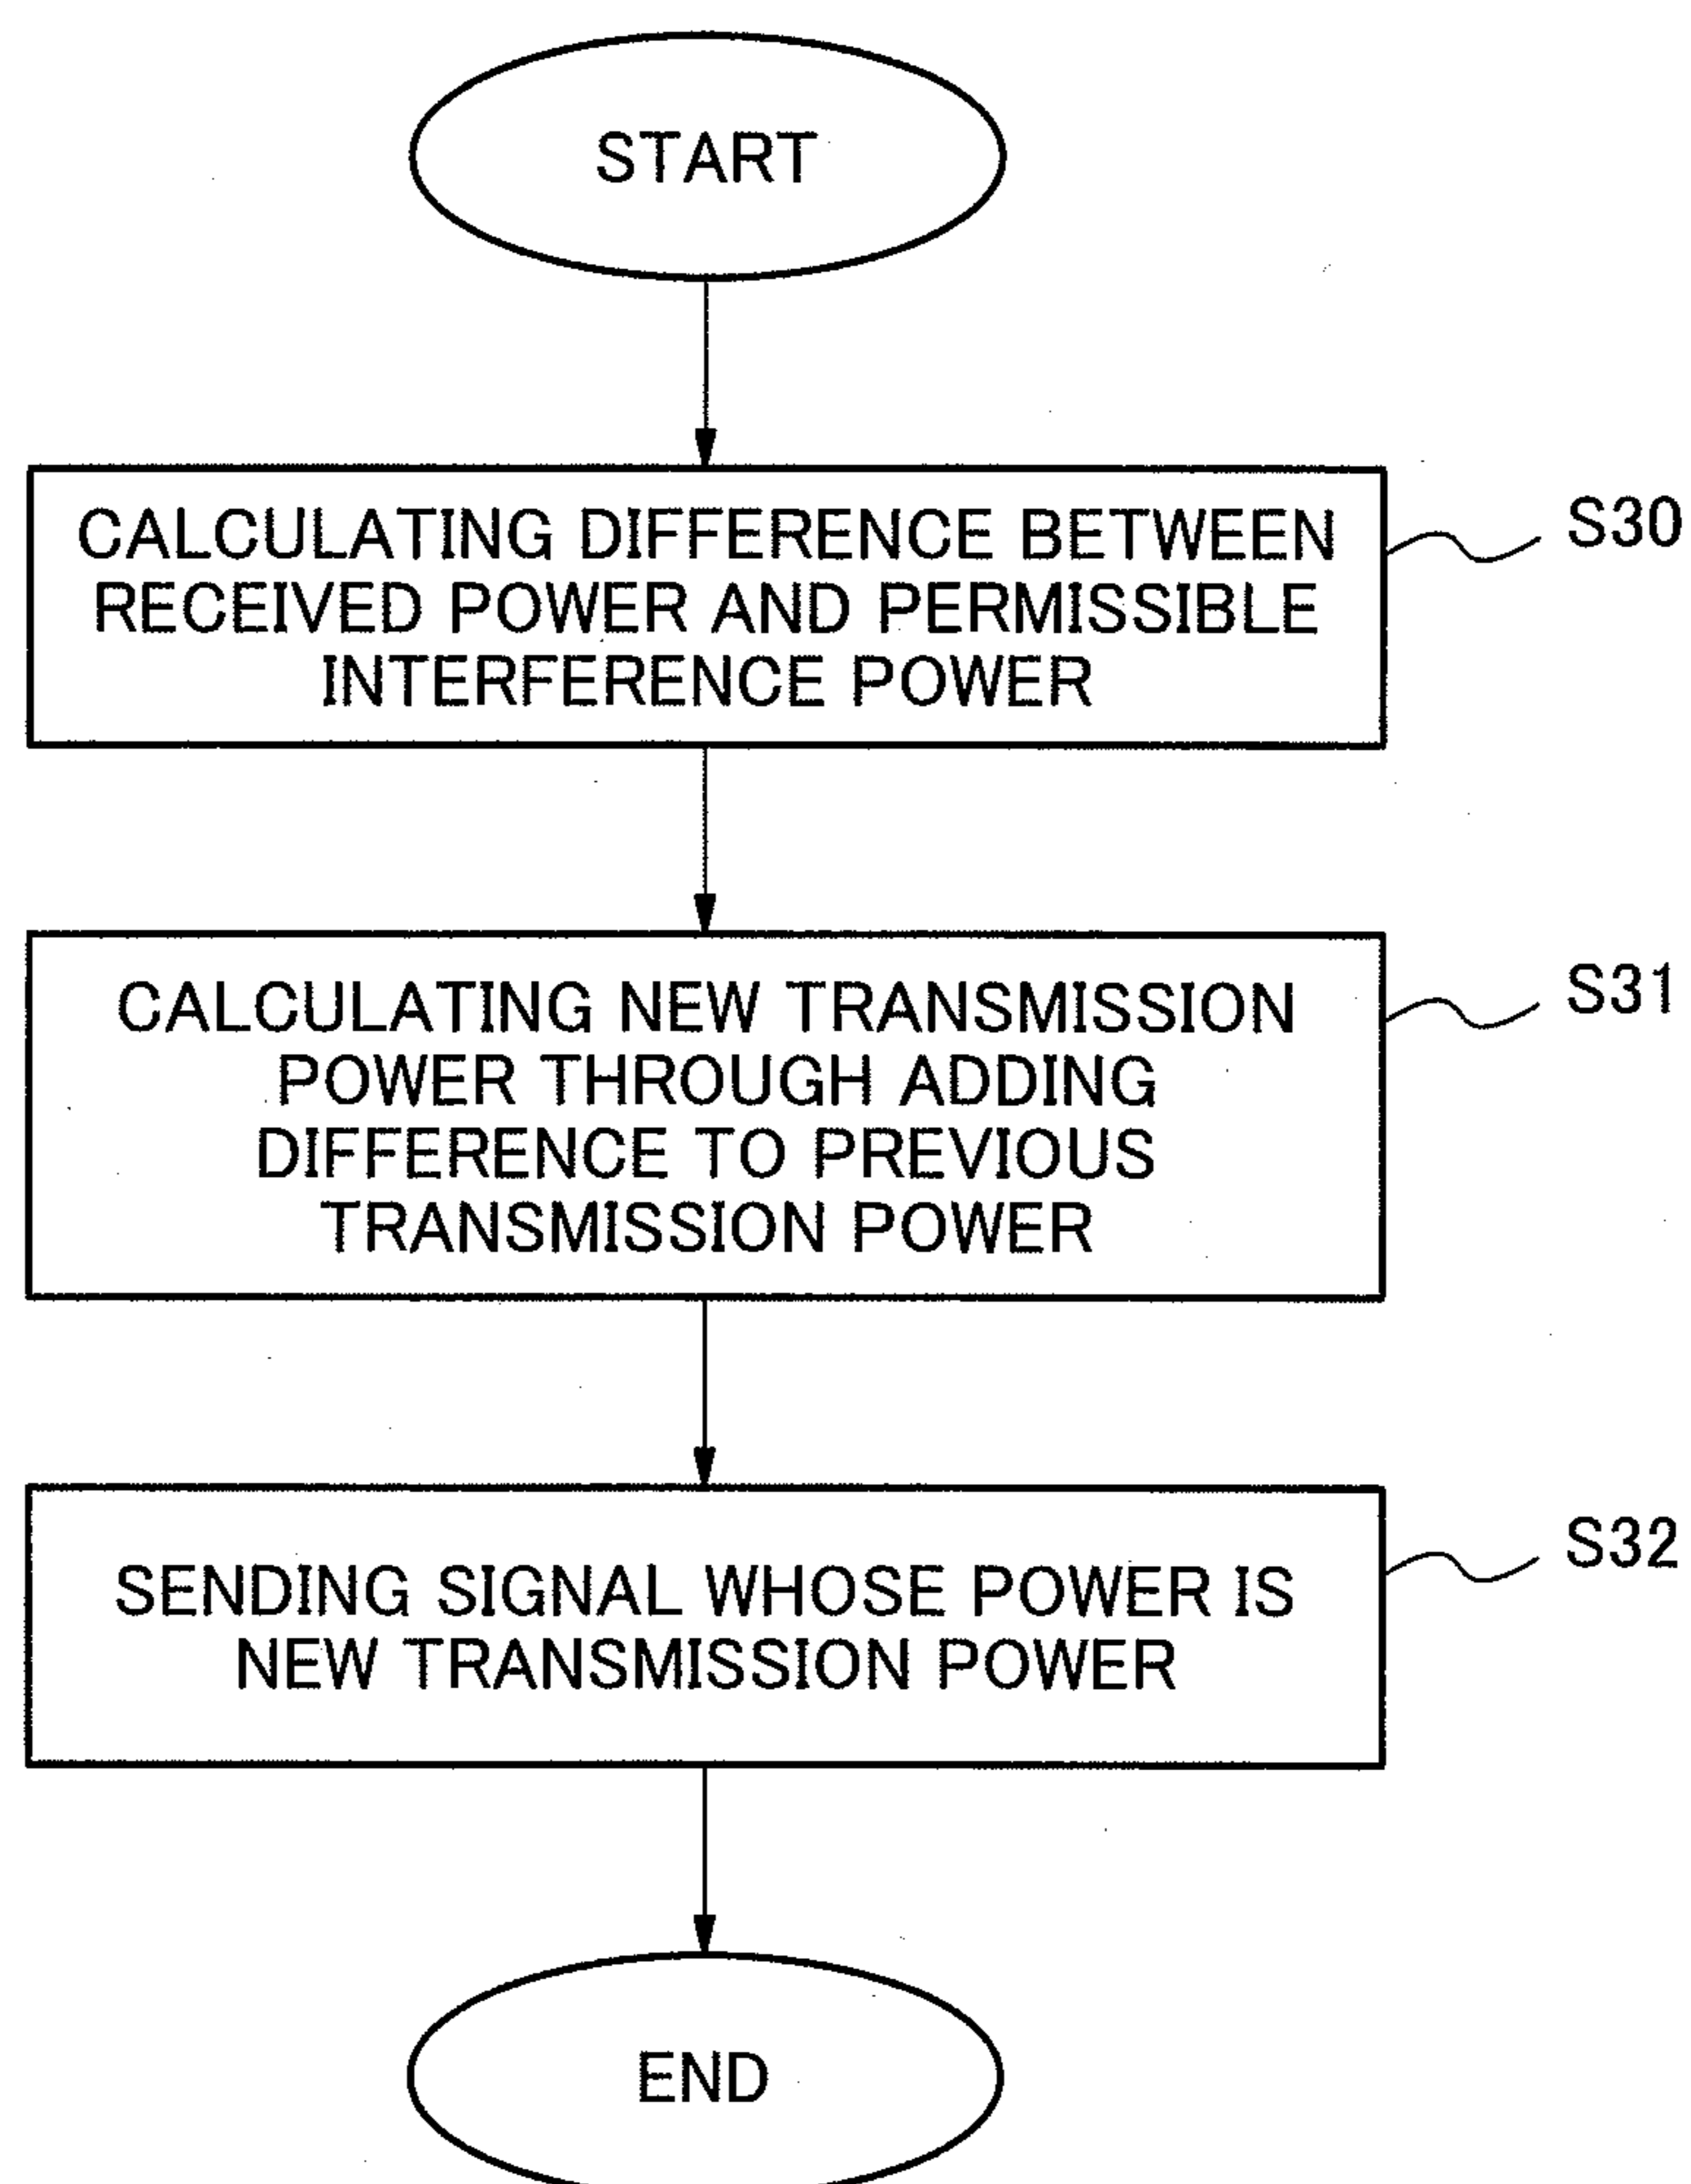 START
CALCULATING DIFFERENCE BETWEEN
RECEIVED POWER AND PERMISSIBLE
INTERFERENCE POWER
S30
CALCULATING NEW TRANSMISSION
POWER THROUGH ADDING
DIFFERENCE TO PREVIOUS
TRANSMISSION POWER
S31
SENDING SIGNAL WHOSE POWER IS
NEW TRANSMISSION POWER
S32
END